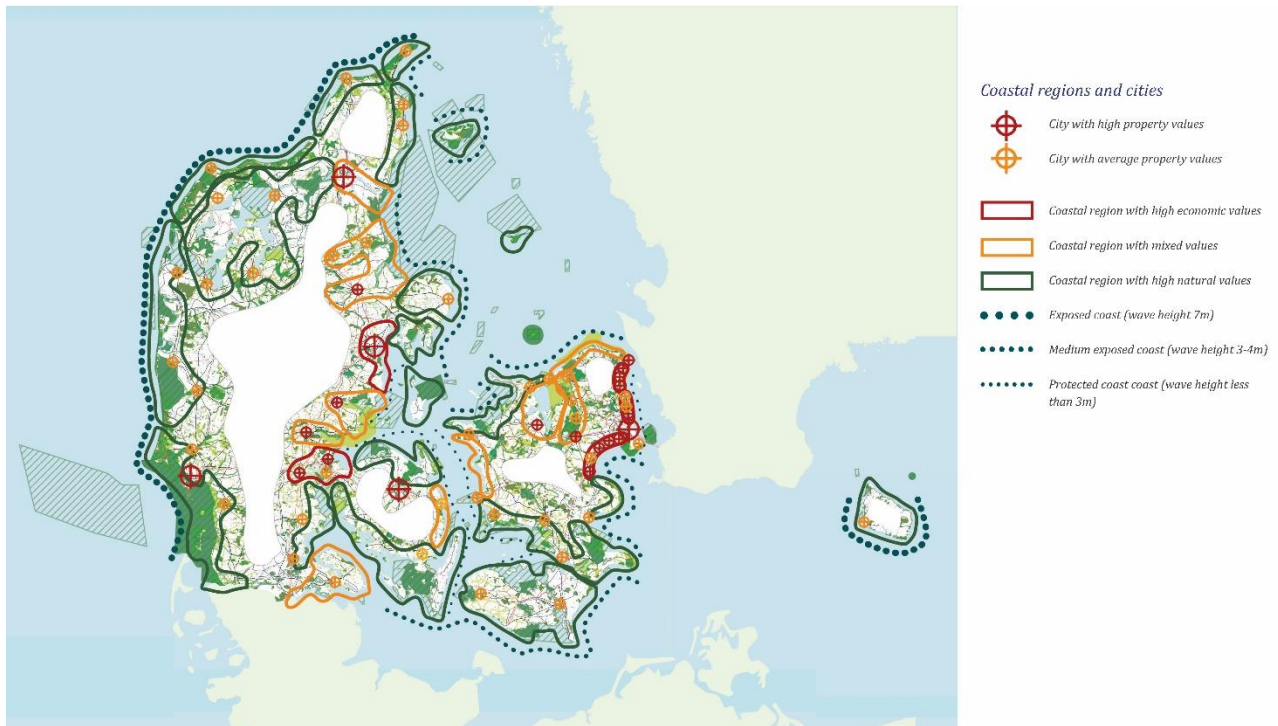 Coastal regions and cities
City with high property values
City with average property values
Coastal region with high economic values
Coastal region with mixed values
Coastal region with high natural values
Exposed coast (wave height 7m)
Medium exposed coast (wave height 3-4m)
Protected coast coast (wave height less
than 3m)